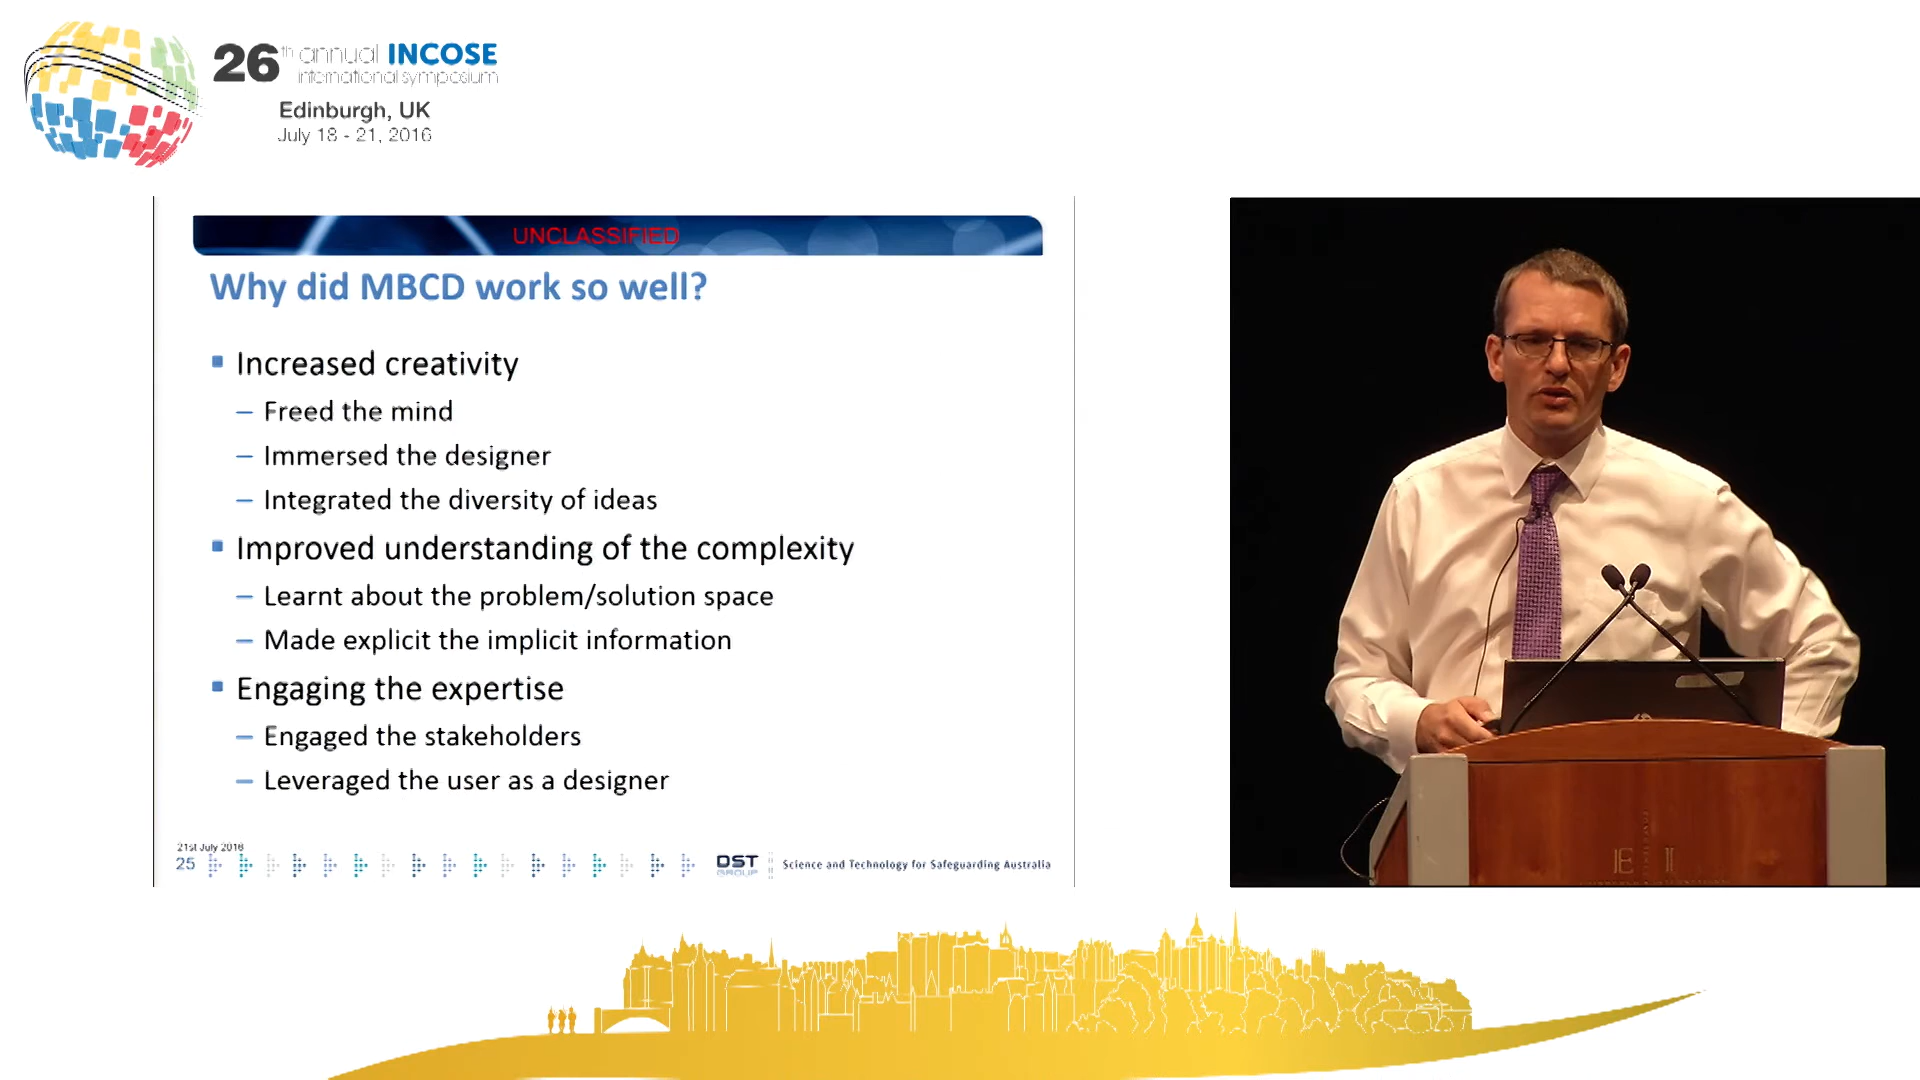 26th annual INCOSE
international symposium
Edinburgh, UK
July 18 - 21, 2016
UNCLASSIFIED
Why did MBCD work so well?
Increased creativity
– Freed the mind
– Immersed the designer
– Integrated the diversity of ideas
Improved understanding of the complexity
– Learnt about the problem/solution space
– Made explicit the implicit information
Engaging the expertise
– Engaged the stakeholders
– Leveraged the user as a designer
21st July 2016
25
DST
GROUP
Science and Technology for Safeguarding Australia